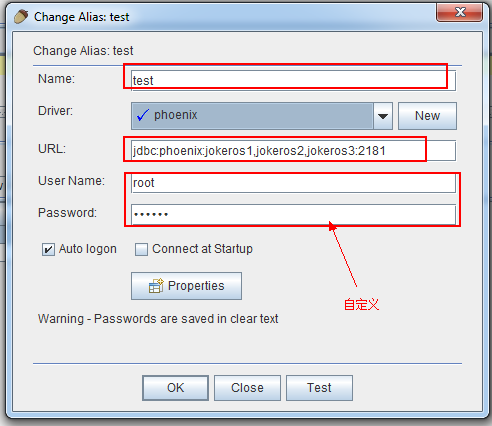 Change Alias: test
Change Alias: test
Name: test
Driver: phoenix New
URL: jdbc:phoenix:jokeros1,jokeros2,jokeros3:2181
User Name: root
Password: ••••••
Auto logon Connect at Startup
Properties
自定义
Warning - Passwords are saved in clear text
OK Close Test